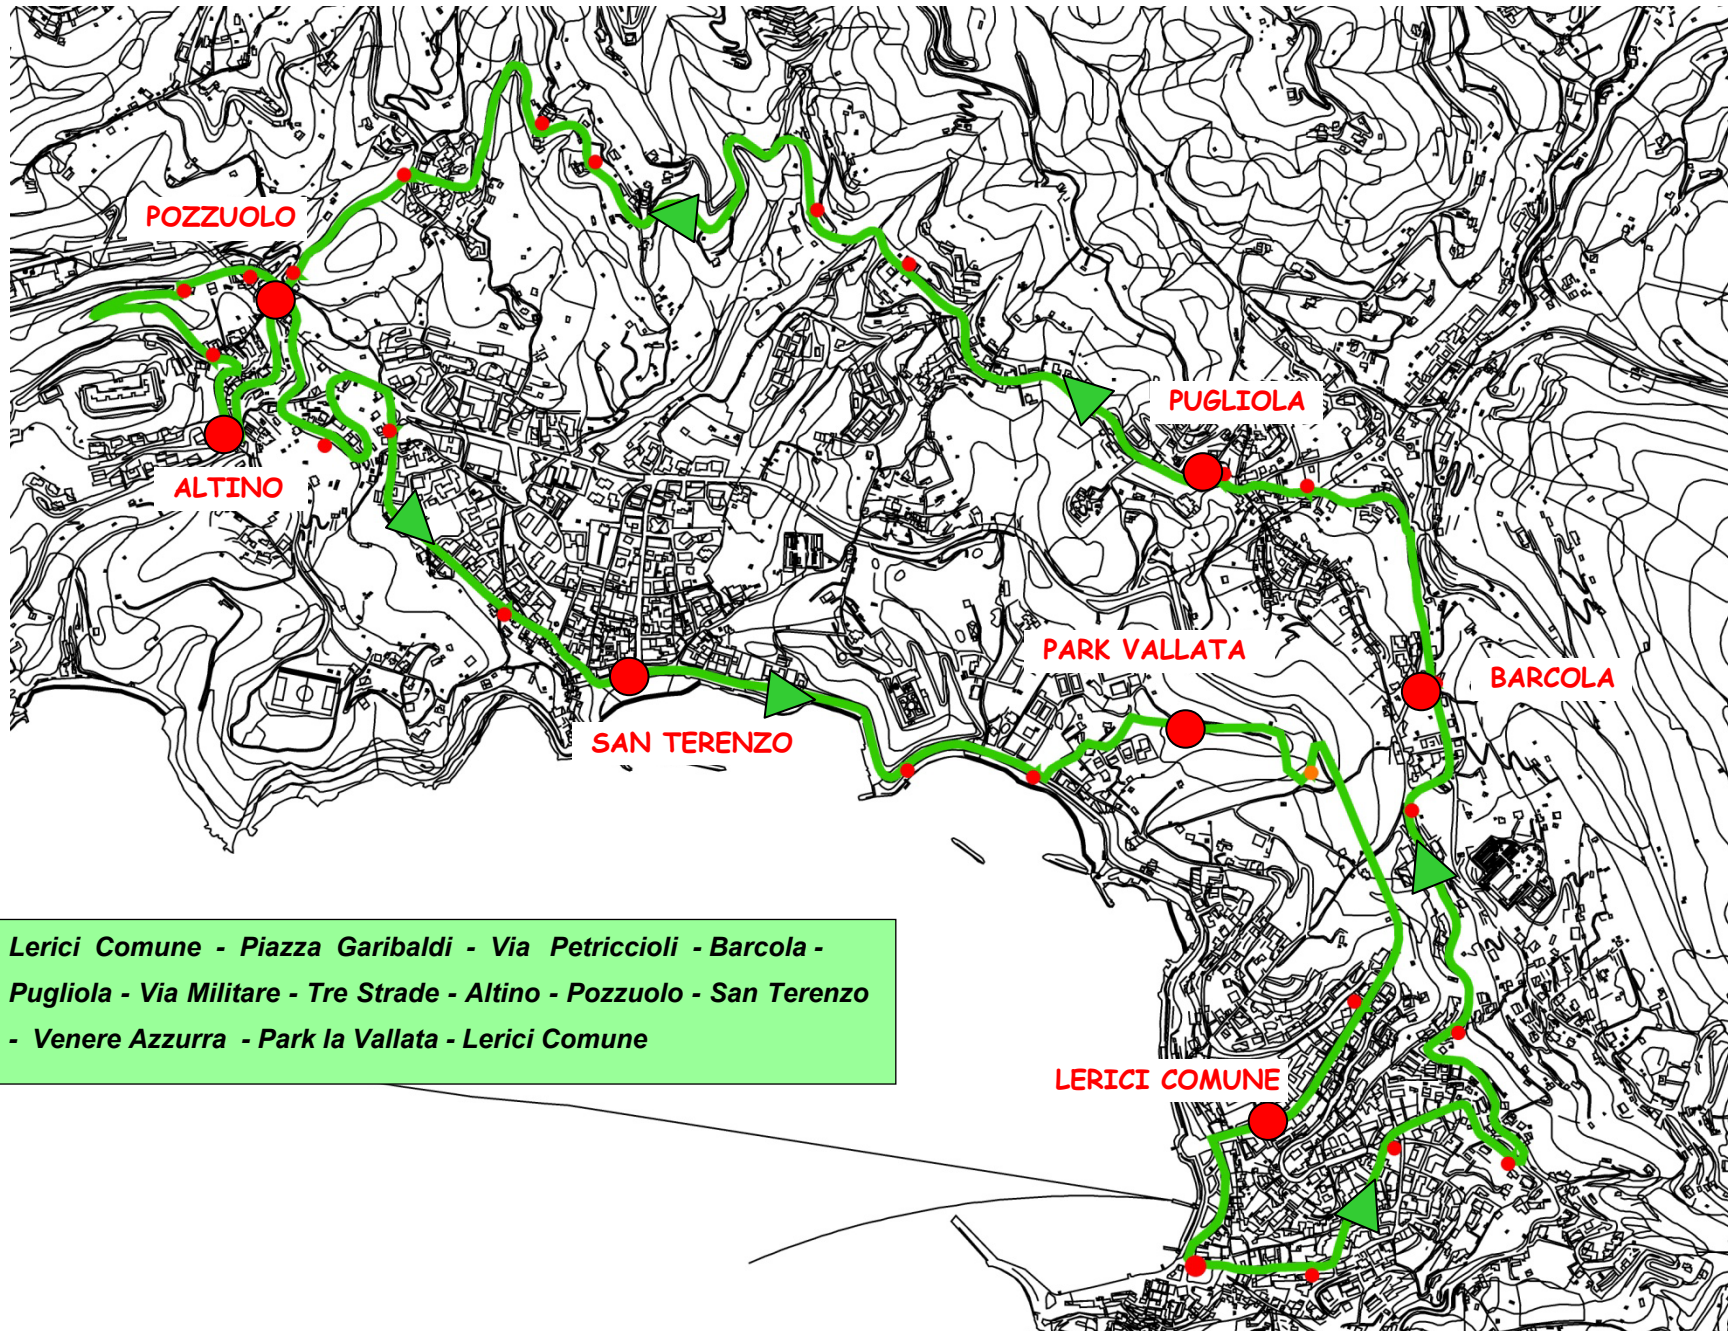 POZZUOLO
PUGLIOLA
ALTINO
PARK VALLATA
BARCOLA
SAN TERENZO
Lerici Comune - Piazza Garibaldi - Via Petriccioli - Barcola -
Pugliola - Via Militare - Tre Strade - Altino - Pozzuolo - San Terenzo
- Venere Azzurra - Park la Vallata - Lerici Comune
LERICI COMUNE